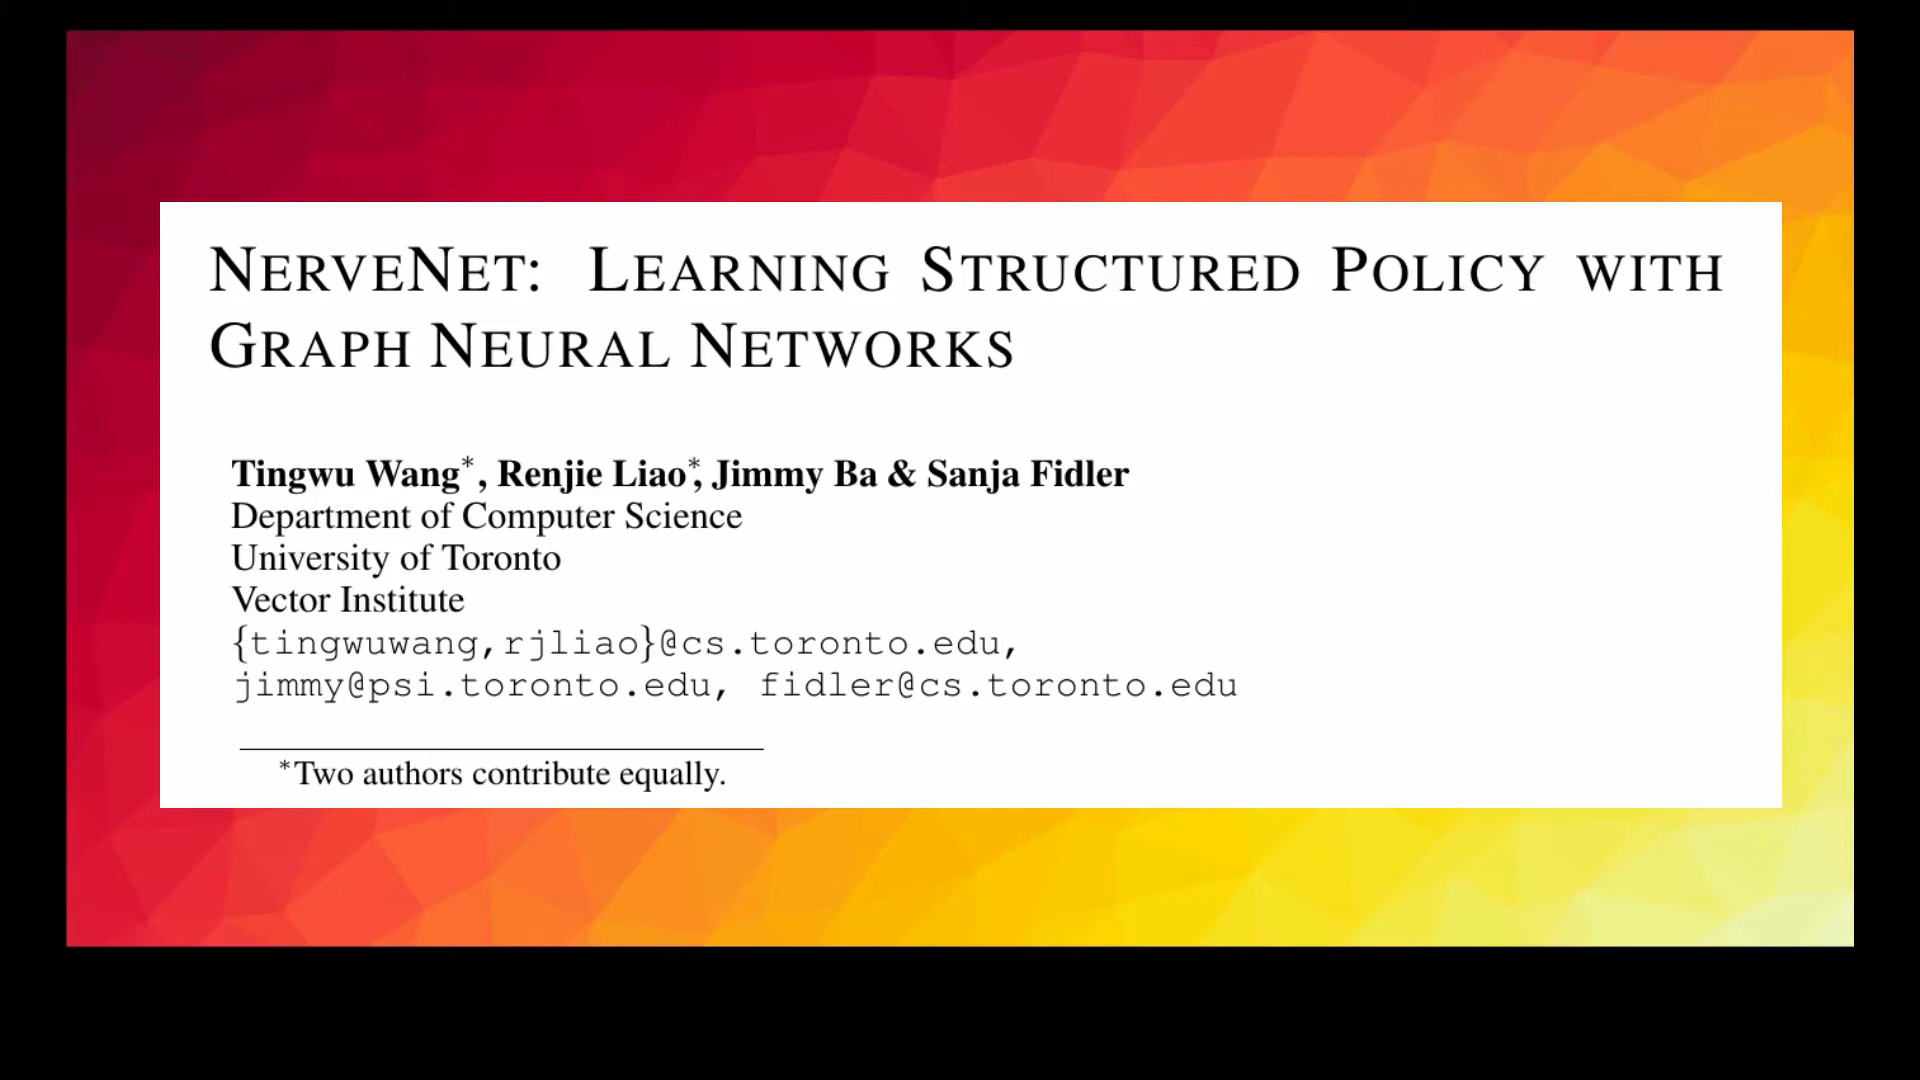 NERVENET: LEARNING STRUCTURED POLICY WITH
GRAPH NEURAL NETWORKS
Tingwu Wang*, Renjie Liao*, Jimmy Ba & Sanja Fidler
Department of Computer Science
University of Toronto
Vector Institute
{tingwuwang,rjliao}@cs.toronto.edu,
jimmy@psi.toronto.edu, fidler@cs.toronto.edu
*Two authors contribute equally.